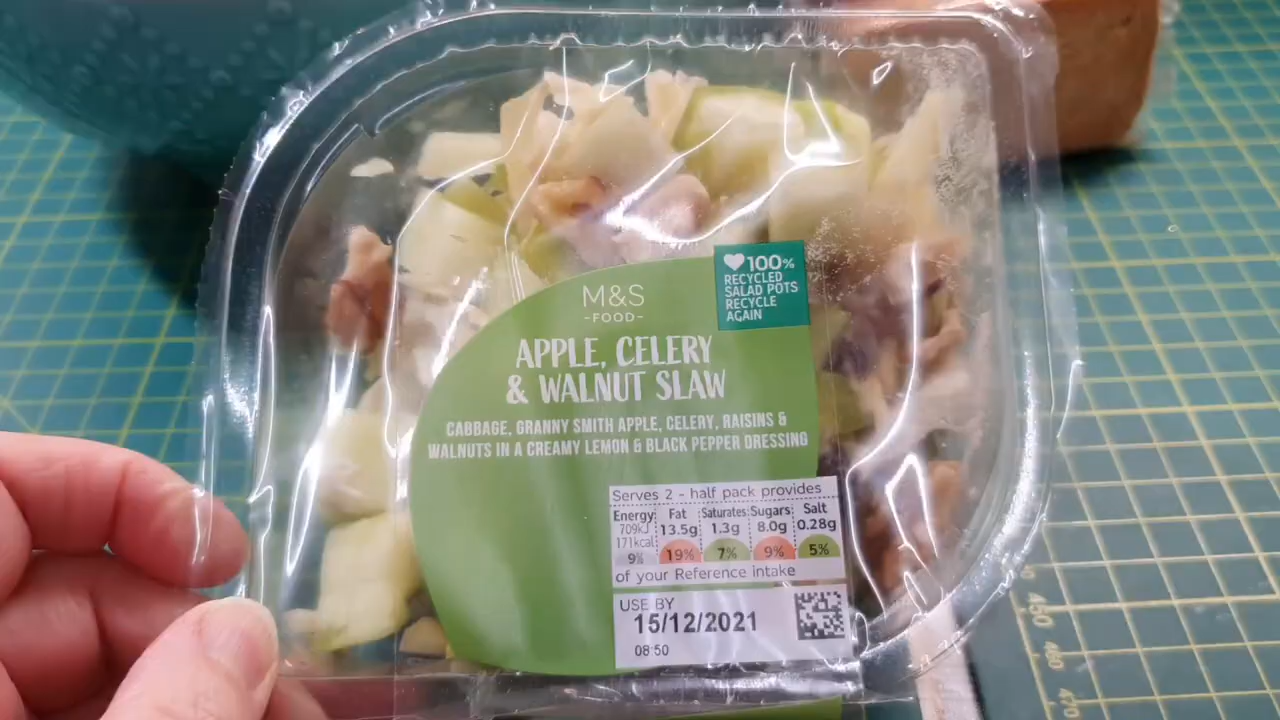 100%
RECYCLED
SALAD POTS
RECYCLE
AGAIN
M&S
-FOOD-
APPLE, CELERY
& WALNUT SLAW
CABBAGE, GRANNY SMITH APPLE, CELERY, RAISINS &
WALNUTS IN A CREAMY LEMON & BLACK PEPPER DRESSING
Serves 2 - half pack provides
Energy Fat Saturates Sugars Salt
709kJ 13.5g 1.3g 8.0g 0.28g
171kcal
9% 19% 7% 9% 5%
of your Reference intake
USE BY
15/12/2021
08:50
450
460
470